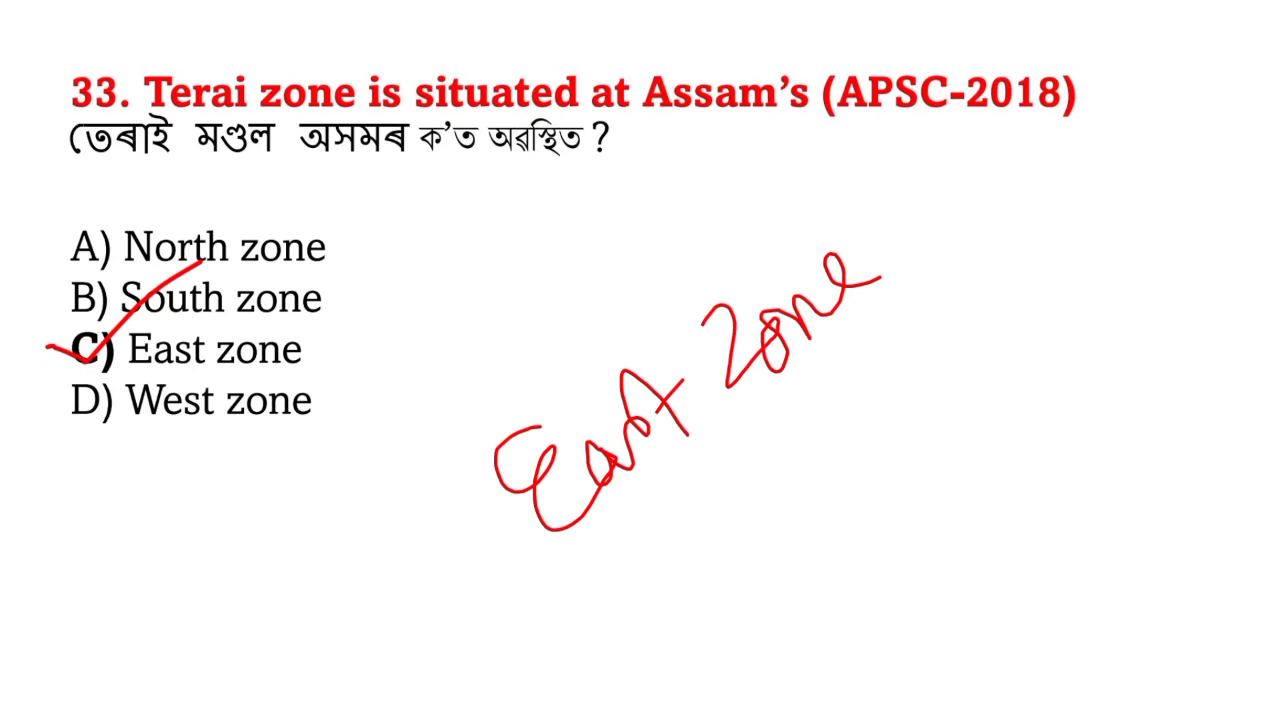 33. Terai zone is situated at Assam’s (APSC-2018)
তেৰাই মণ্ডল অসমৰ ক’ত অৱস্থিত ?
A) North zone
B) South zone
C) East zone
D) West zone
East Zone